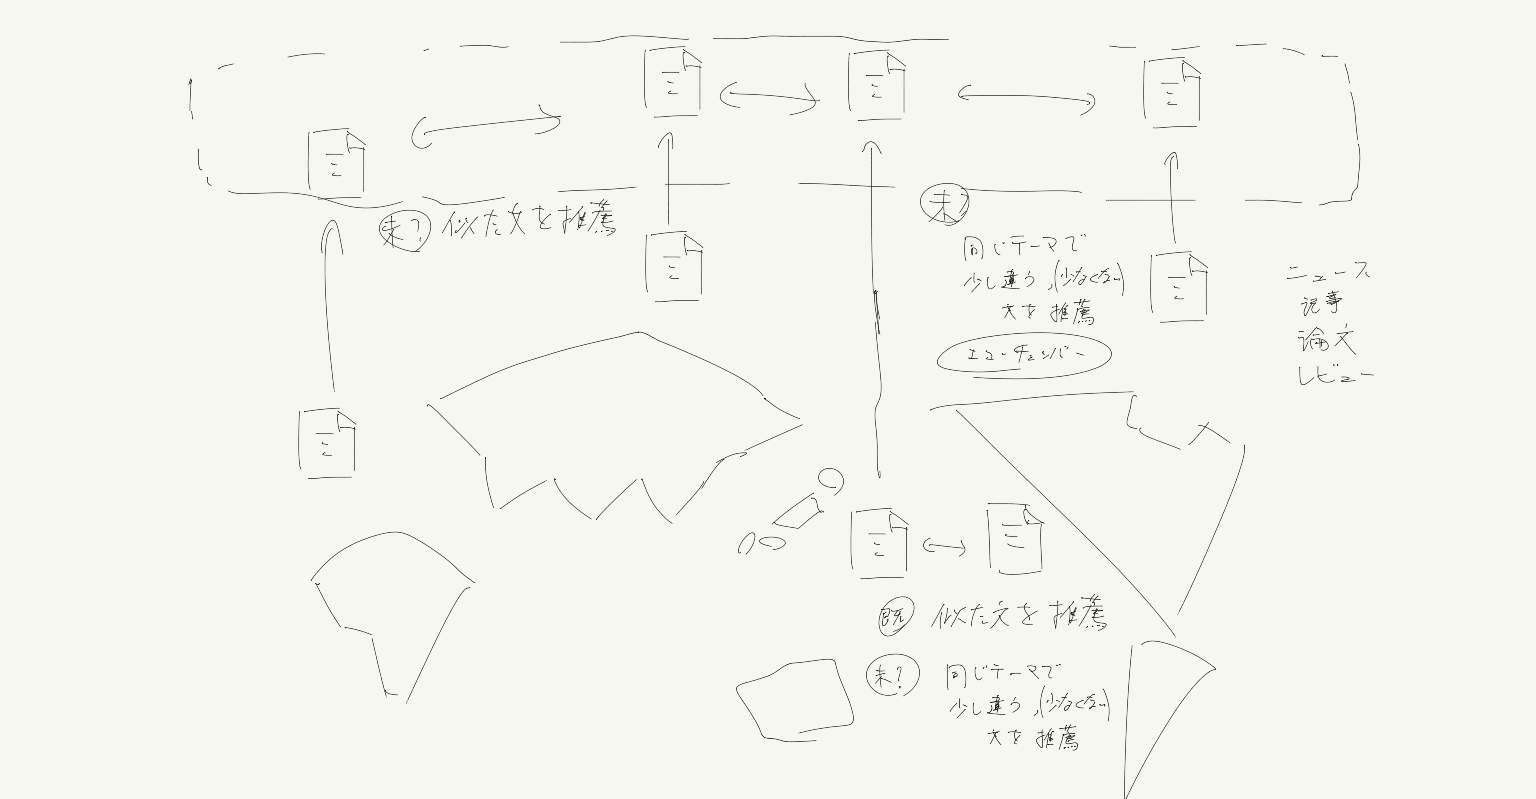 未? 似た文を推薦
未?
同じテーマで
少し違う,(少なくない)
文を推薦
エコーチェンバー
ニュース
記事
論文
レビュー
既 似た文を推薦
未? 同じテーマで
少し違う,(少なくない)
文を推薦